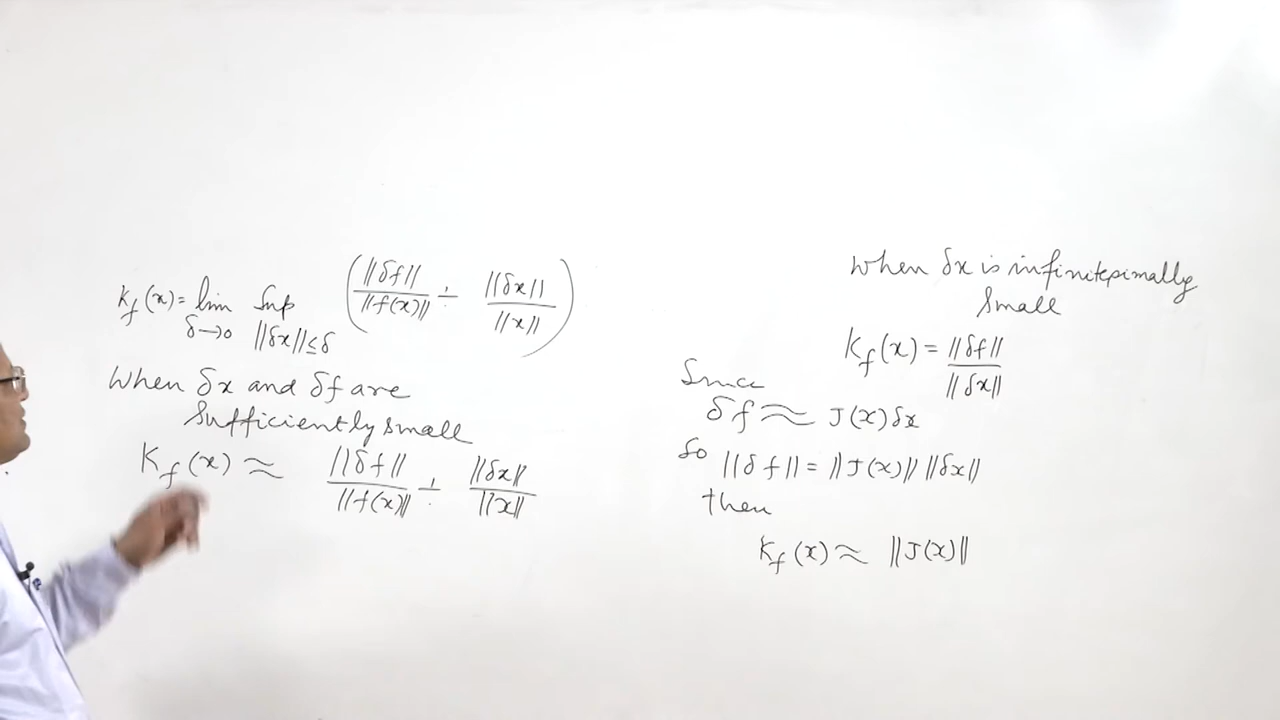 K_f(x) = lim Sup (||δf|| / ||f(x)|| ÷ ||δx|| / ||x||)
δ→0 ||δx||≤δ
When δx and δf are
sufficiently small
K_f(x) ≈ ||δf|| / ||f(x)|| ÷ ||δx|| / ||x||
When δx is infinitepimally
small
K_f(x) = ||δf|| / ||δx||
Since
δf ≈ J(x)δx
So ||δf|| = ||J(x)|| ||δx||
then
K_f(x) ≈ ||J(x)||